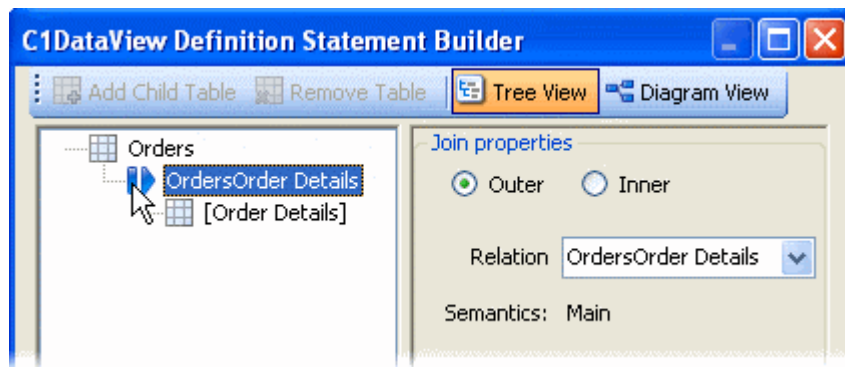 C1DataView Definition Statement Builder
Add Child Table Remove Table Tree View Diagram View
Orders
OrdersOrder Details
[Order Details]
Join properties
Outer Inner
Relation OrdersOrder Details
Semantics: Main